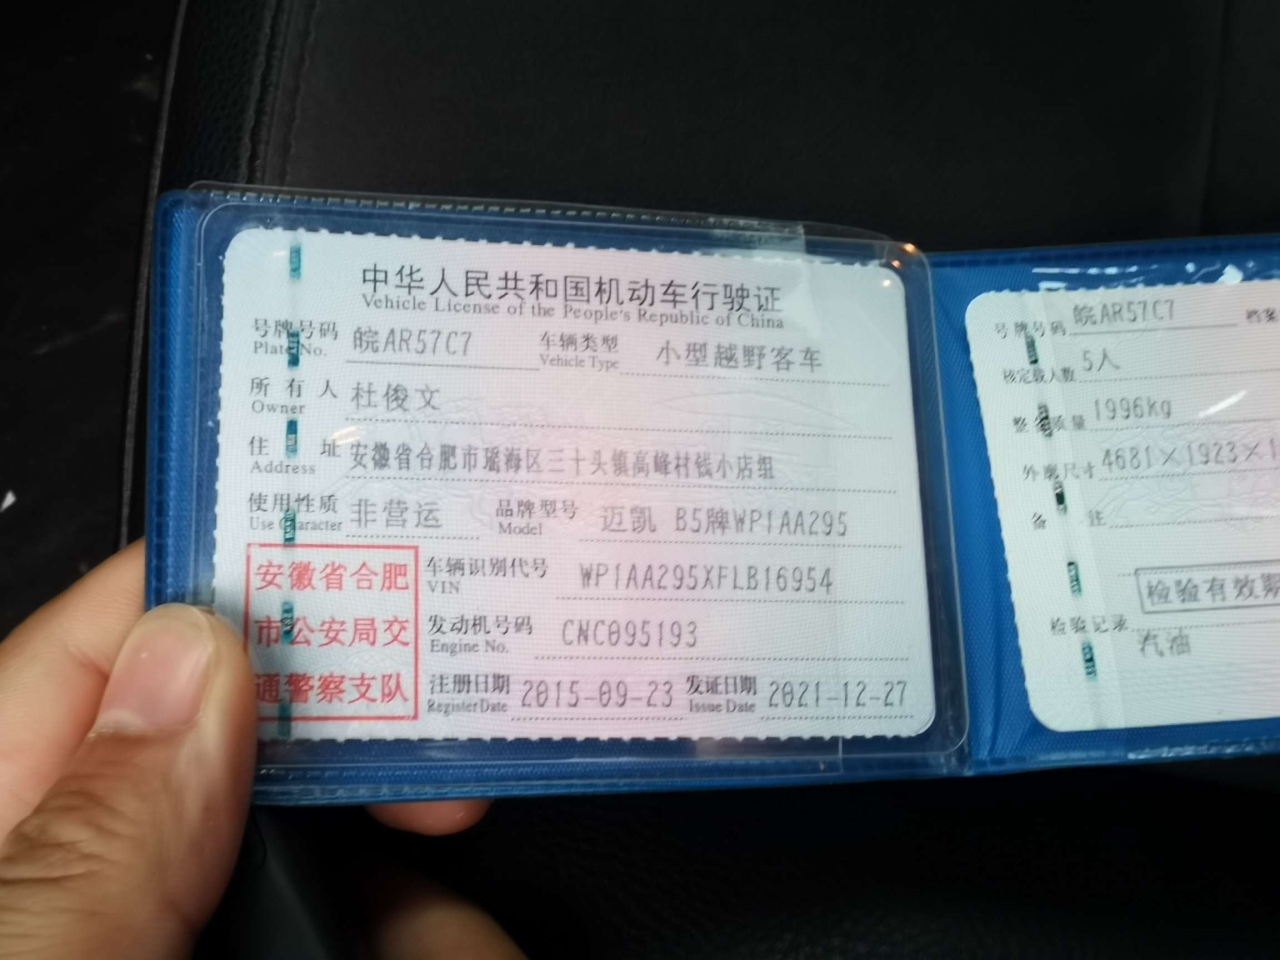 中华人民共和国机动车行驶证
Vehicle License of the People's Republic of China
号牌号码 皖AR57C7 车辆类型 小型越野客车
Plate No. Vehicle Type
所有人 杜俊文
Owner
住址 安徽省合肥市瑶海区三十头镇高峰村钱小店组
Address
使用性质 非营运 品牌型号 迈凯 B5牌WP1AA295
Use Character Model
安徽省合肥
市公安局交
通警察支队
车辆识别代号 WP1AA295XFLB16954
VIN
发动机号码 CNC095193
Engine No.
注册日期 2015-09-23 发证日期 2021-12-27
Register Date Issue Date
号牌号码 皖AR57C7 档案
核定载人数 5人
整备质量 1996kg
外廓尺寸 4681×1923×1
备注
检验有效期
检验记录
汽油